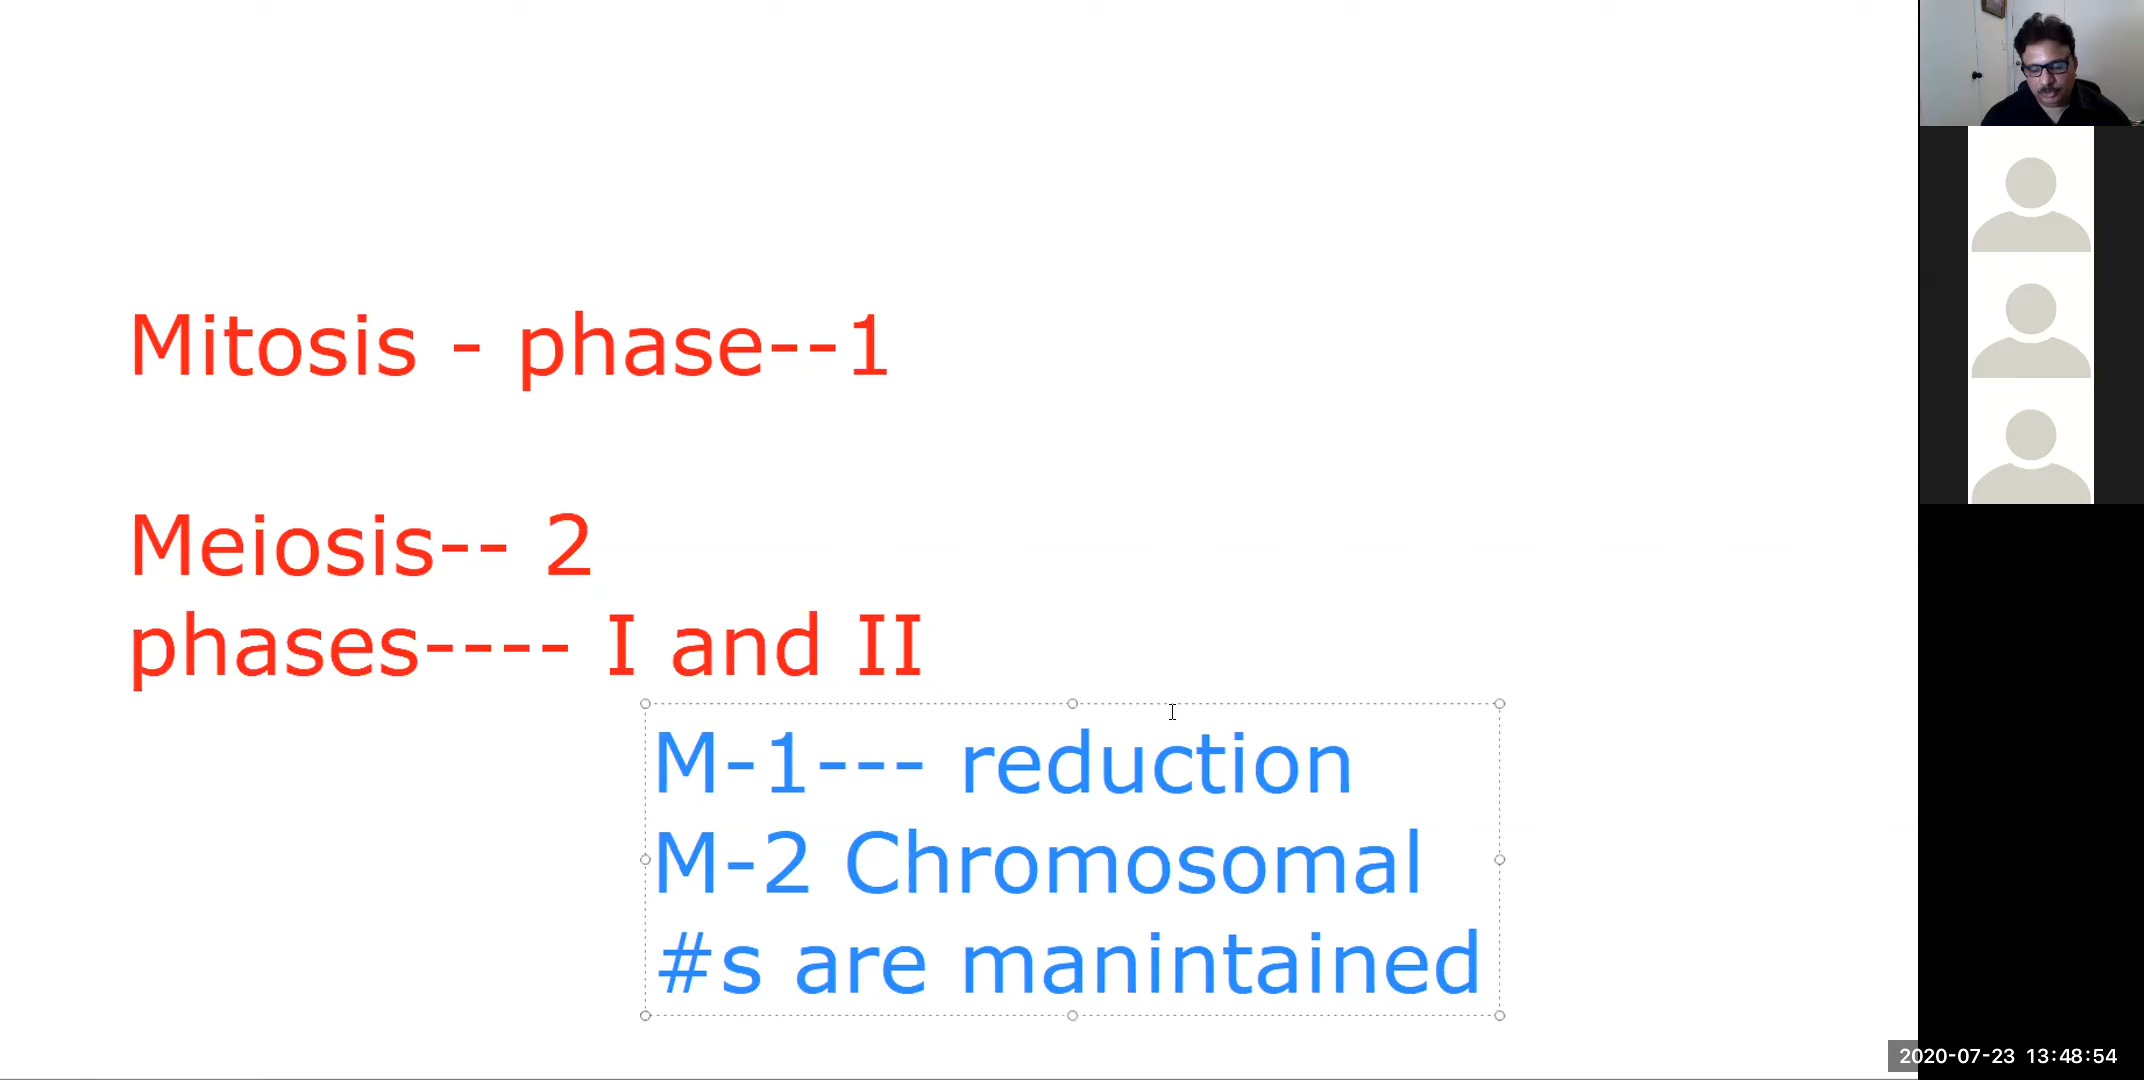 Mitosis - phase--1
Meiosis-- 2
phases---- I and II
M-1--- reduction
M-2 Chromosomal
#s are manintained
2020-07-23 13:48:54